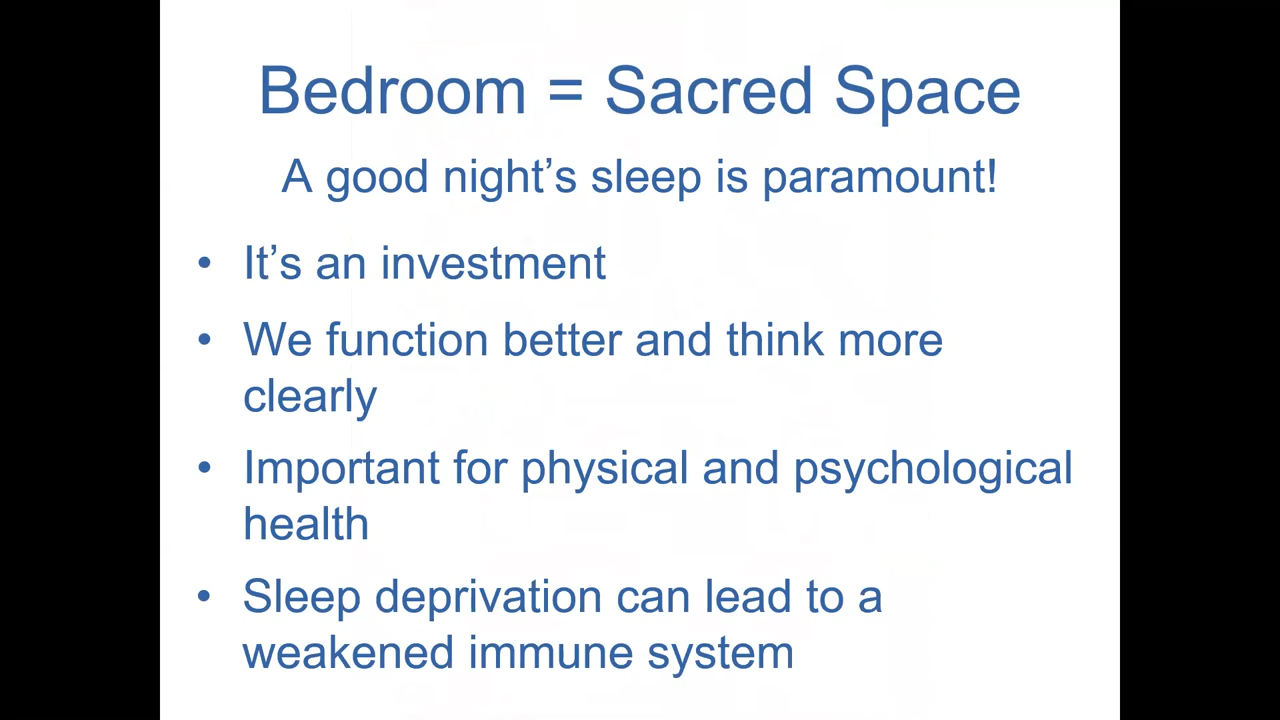 Bedroom = Sacred Space
A good night’s sleep is paramount!
• It’s an investment
• We function better and think more
clearly
• Important for physical and psychological
health
• Sleep deprivation can lead to a
weakened immune system